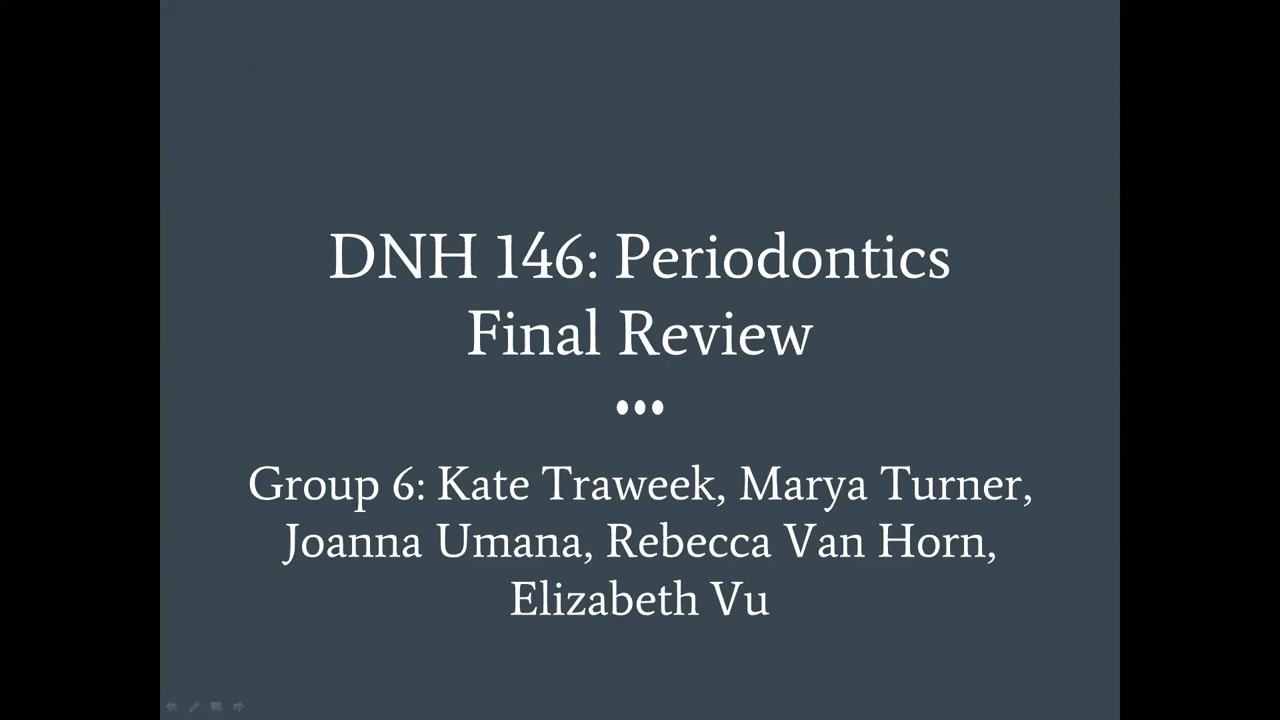 DNH 146: Periodontics
Final Review
Group 6: Kate Traweek, Marya Turner,
Joanna Umana, Rebecca Van Horn,
Elizabeth Vu